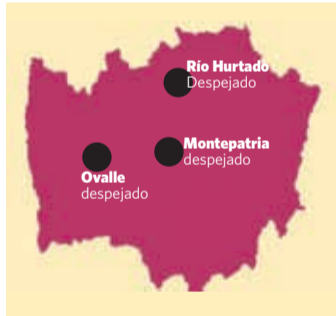 Río Hurtado
Despejado
Montepatria
despejado
Ovalle
despejado